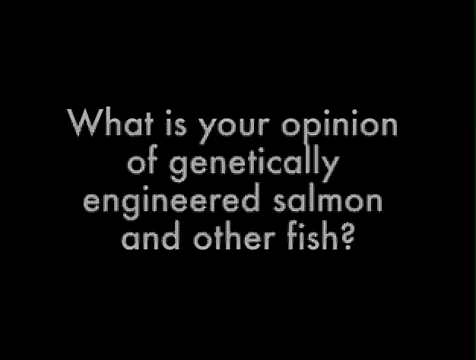 What is your opinion
of genetically
engineered salmon
and other fish?